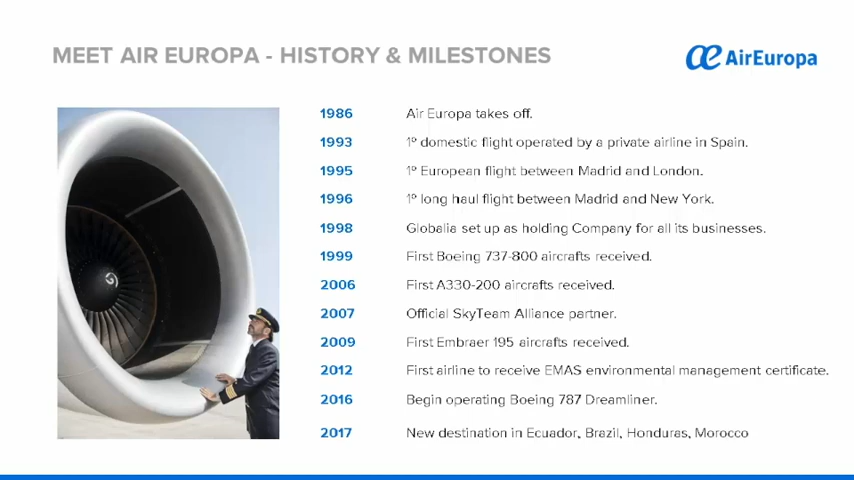 MEET AIR EUROPA - HISTORY & MILESTONES
AirEuropa
1986 Air Europa takes off.
1993 1º domestic flight operated by a private airline in Spain.
1995 1º European flight between Madrid and London.
1996 1º long haul flight between Madrid and New York.
1998 Globalia set up as holding Company for all its businesses.
1999 First Boeing 737-800 aircrafts received.
2006 First A330-200 aircrafts received.
2007 Official SkyTeam Alliance partner.
2009 First Embraer 195 aircrafts received.
2012 First airline to receive EMAS environmental management certificate.
2016 Begin operating Boeing 787 Dreamliner.
2017 New destination in Ecuador, Brazil, Honduras, Morocco